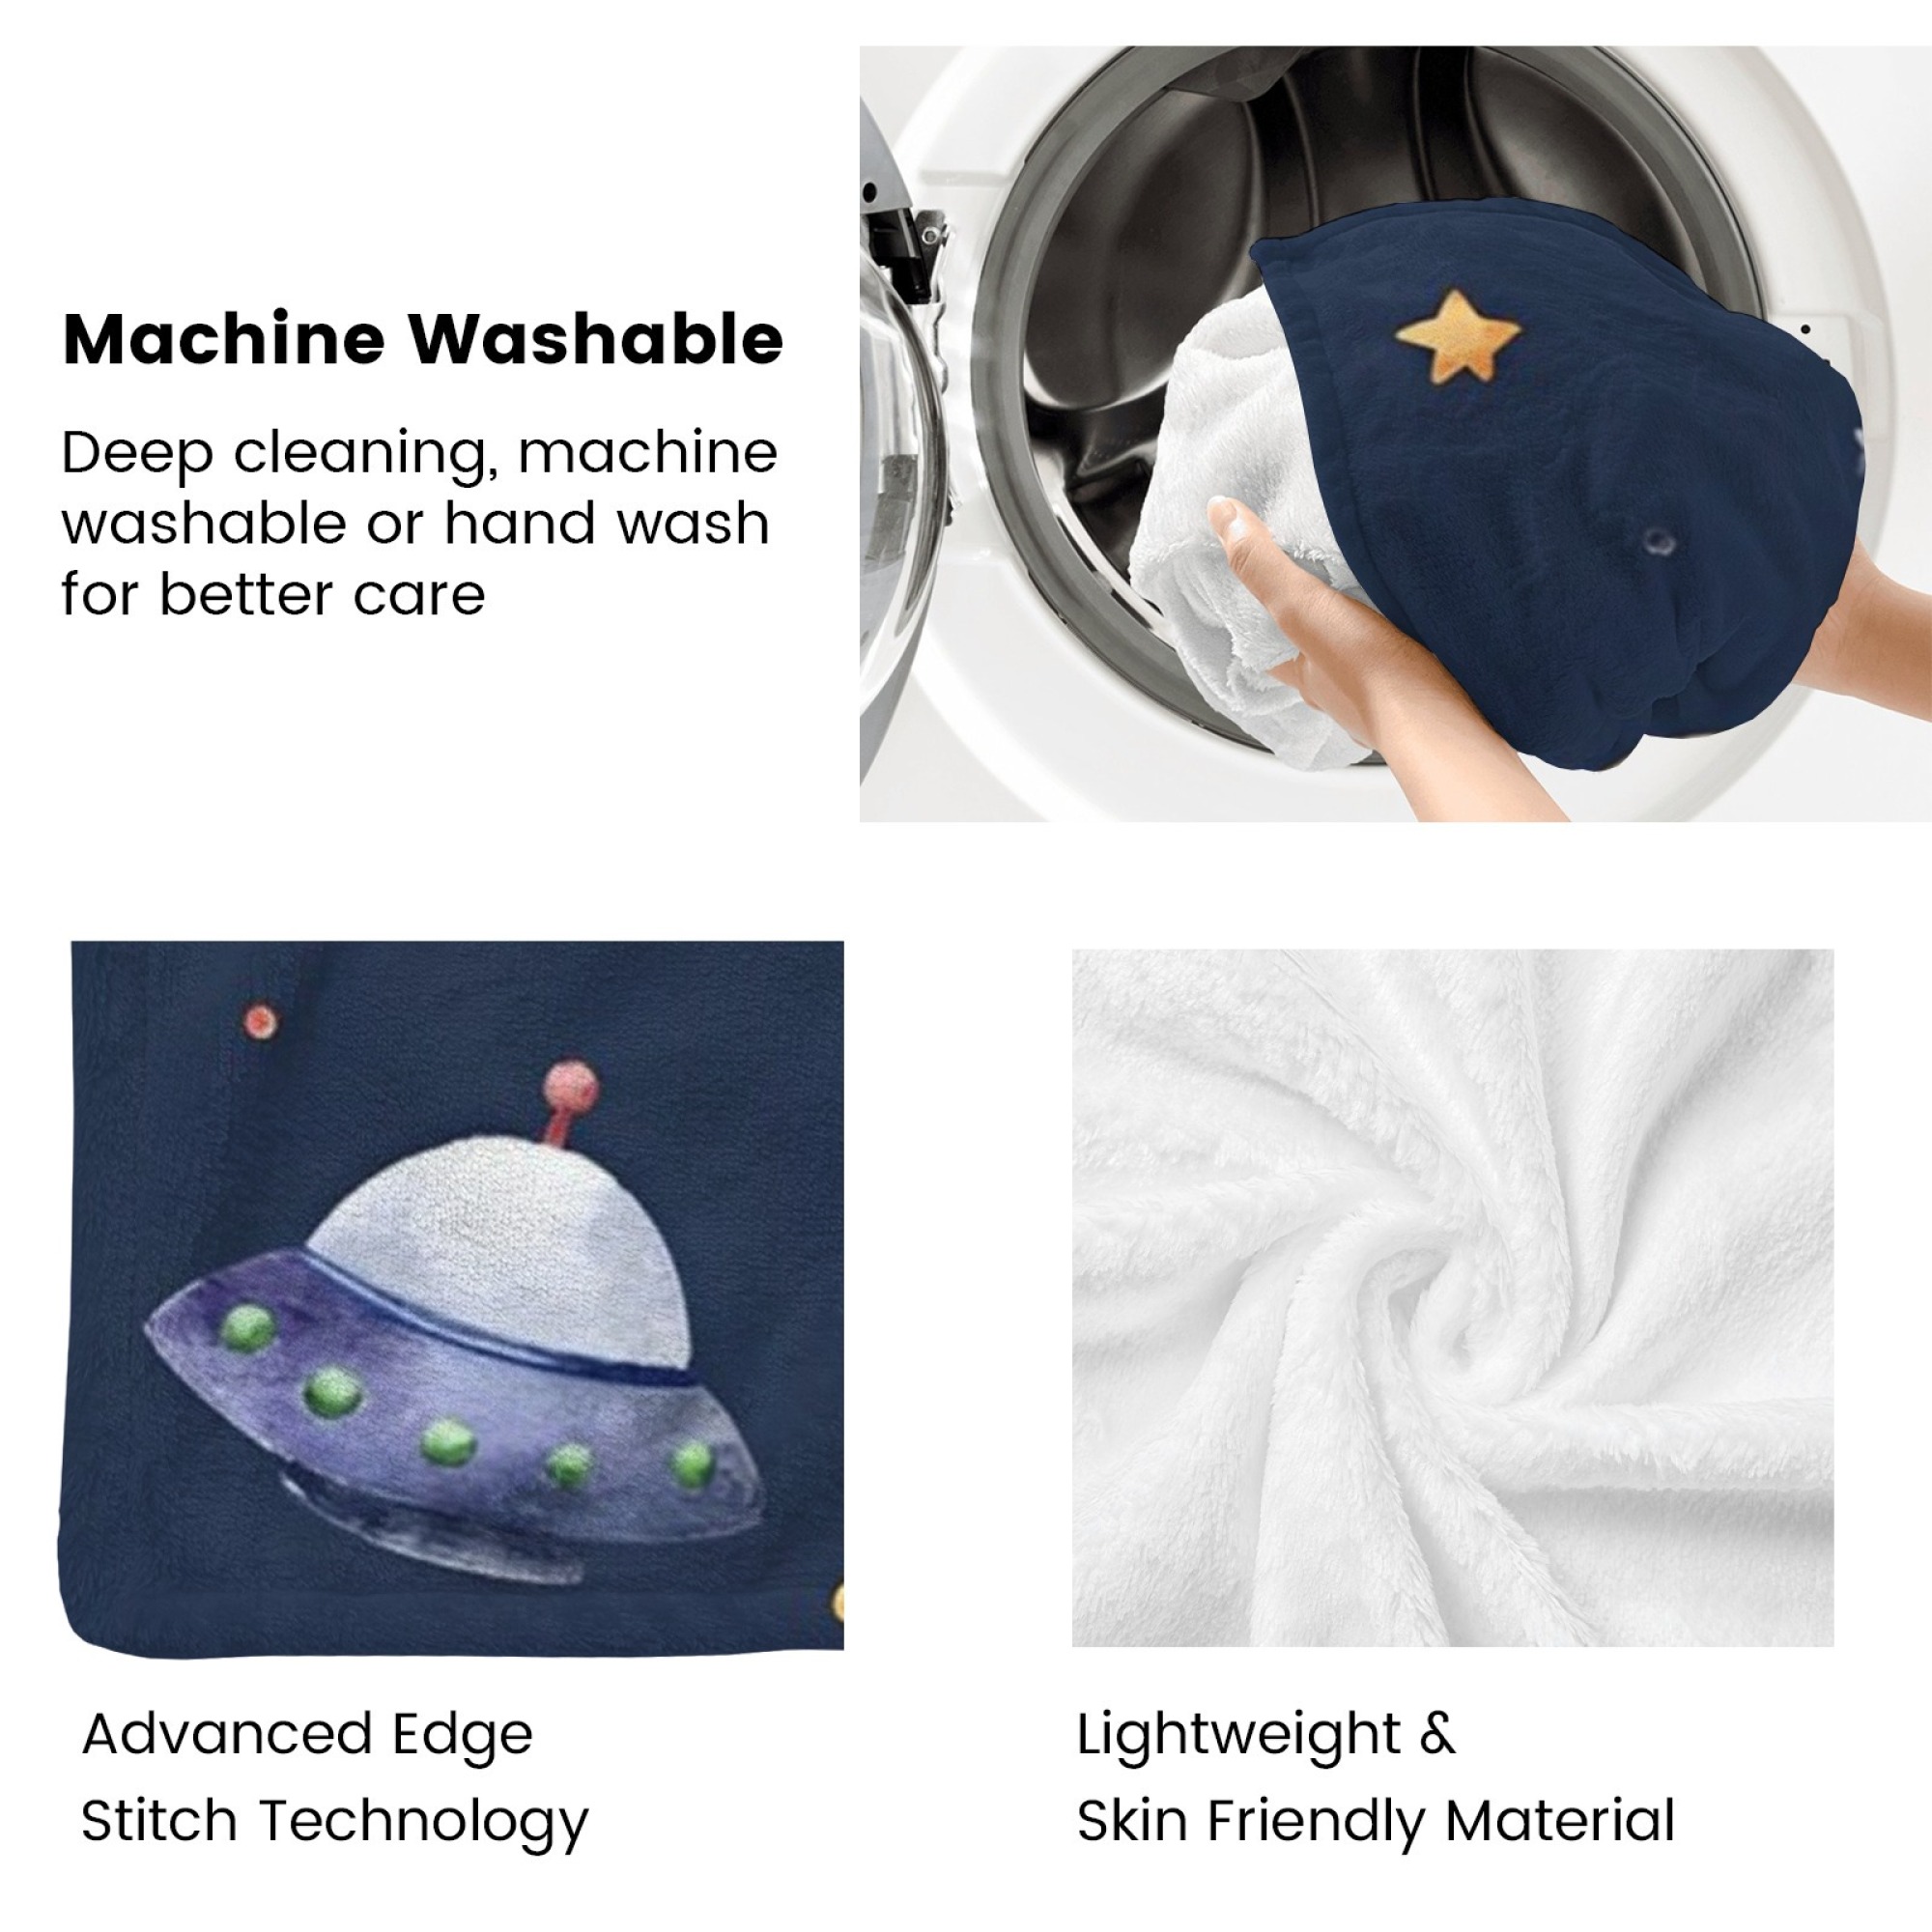 Machine Washable
Deep cleaning, machine
washable or hand wash
for better care
Advanced Edge
Stitch Technology
Lightweight &
Skin Friendly Material